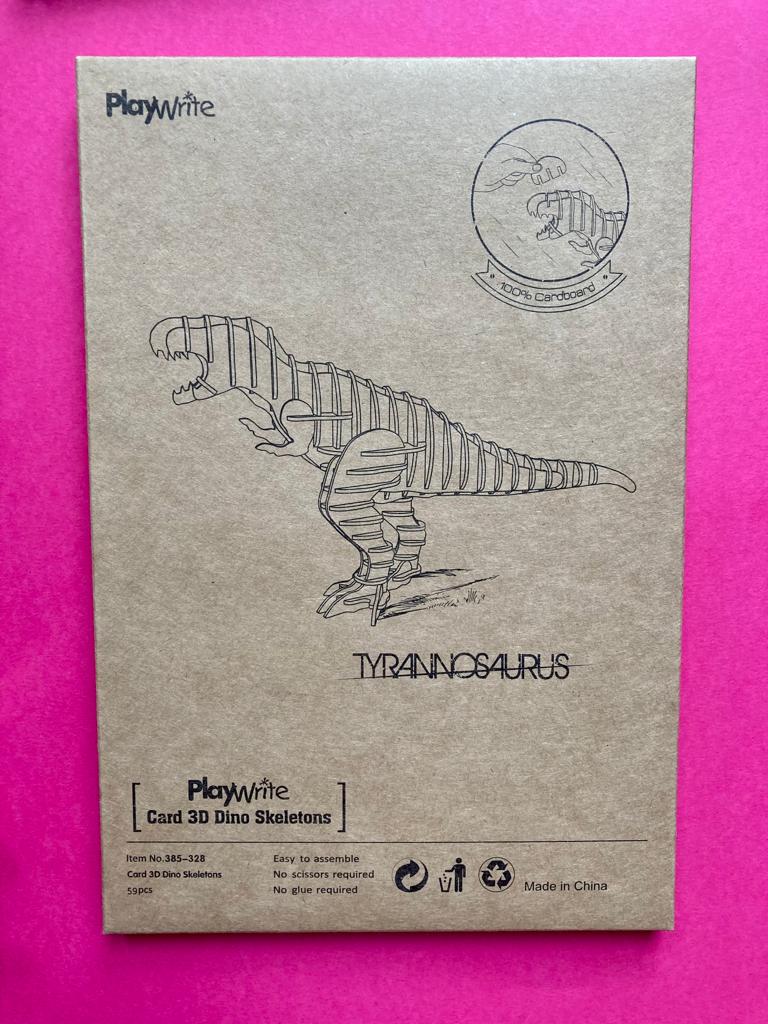 PlayWrite
100% Cardboard
TYRANNOSAURUS
PlayWrite
Card 3D Dino Skeletons
Item No.385–328
Card 3D Dino Skeletons
59pcs
Easy to assemble
No scissors required
No glue required
Made in China